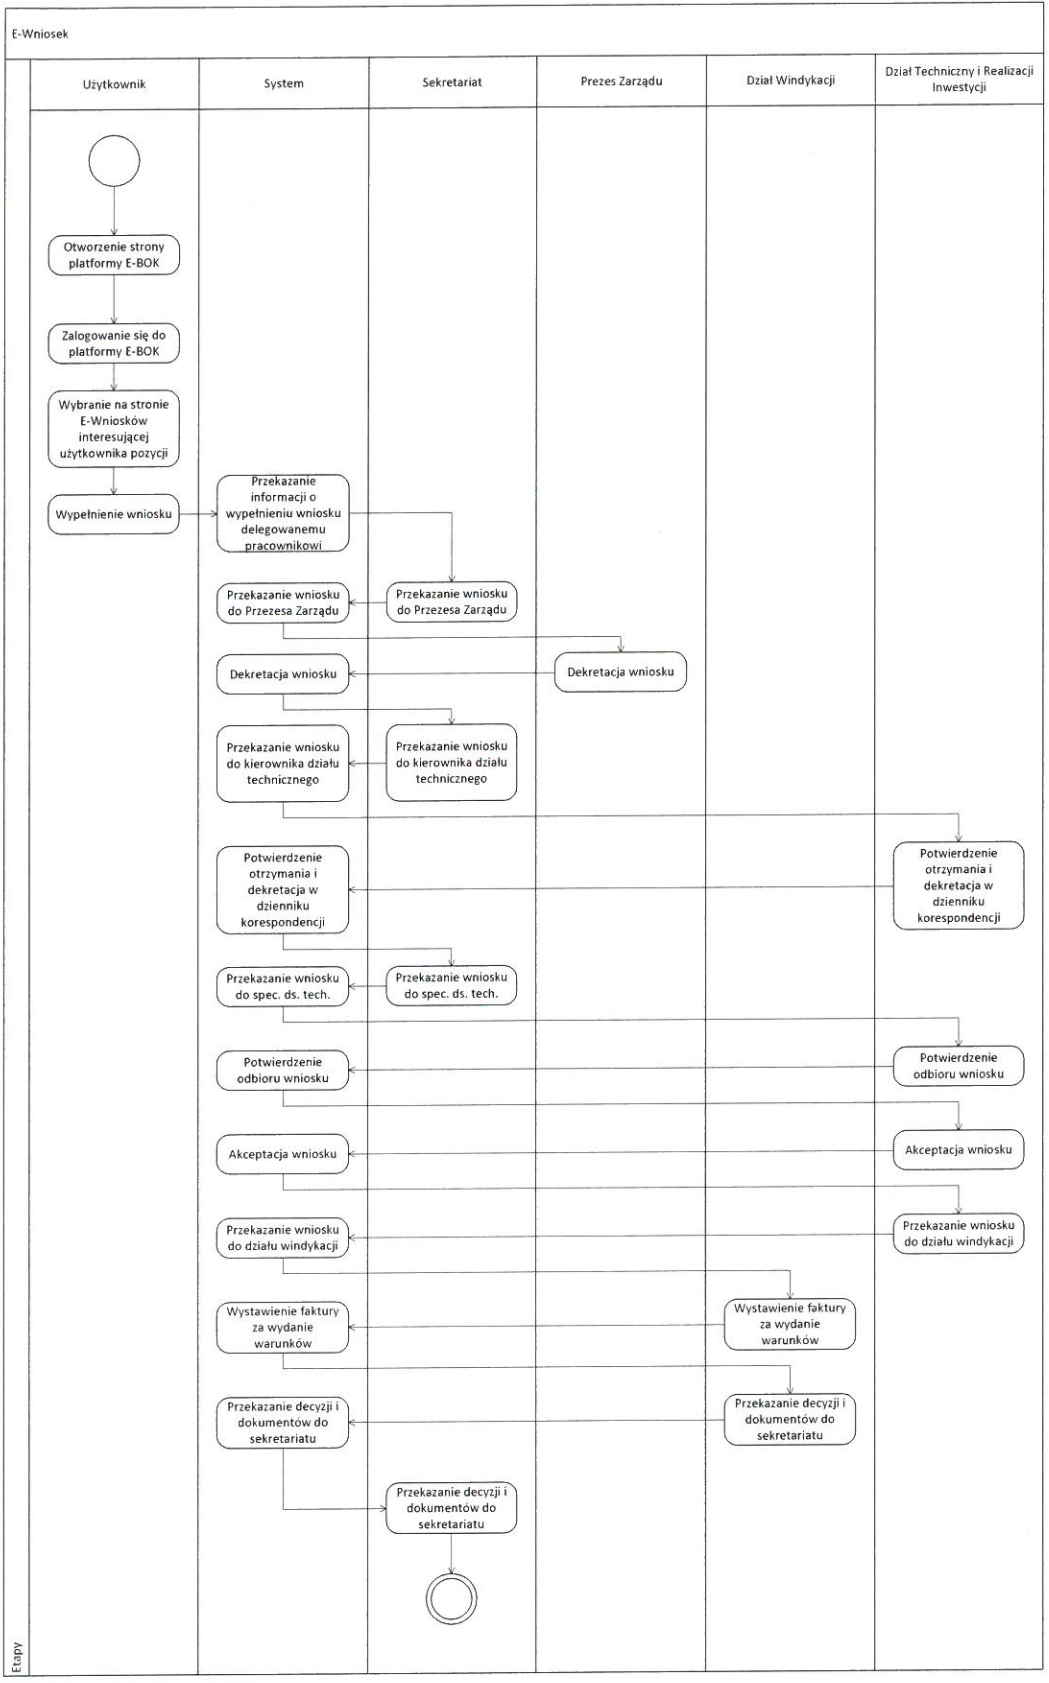 E-Wniosek
Użytkownik
System
Sekretariat
Prezes Zarządu
Dział Windykacji
Dział Techniczny i Realizacji
Inwestycji
Otworzenie strony
platformy E-BOK
Zalogowanie się do
platformy E-BOK
Wybranie na stronie
E-Wniosków
interesującej
użytkownika pozycji
Wypełnienie wniosku
Przekazanie
informacji o
wypełnieniu wniosku
delegowanemu
pracownikowi
Przekazanie wniosku
do Przezesa Zarządu
Przekazanie wniosku
do Przezesa Zarządu
Dekretacja wniosku
Dekretacja wniosku
Przekazanie wniosku
do kierownika działu
technicznego
Przekazanie wniosku
do kierownika działu
technicznego
Potwierdzenie
otrzymania i
dekretacja w
dzienniku
korespondencji
Potwierdzenie
otrzymania i
dekretacja w
dzienniku
korespondencji
Przekazanie wniosku
do spec. ds. tech.
Przekazanie wniosku
do spec. ds. tech.
Potwierdzenie
odbioru wniosku
Potwierdzenie
odbioru wniosku
Akceptacja wniosku
Akceptacja wniosku
Przekazanie wniosku
do działu windykacji
Przekazanie wniosku
do działu windykacji
Wystawienie faktury
za wydanie
warunków
Wystawienie faktury
za wydanie
warunków
Przekazanie decyzji i
dokumentów do
sekretariatu
Przekazanie decyzji i
dokumentów do
sekretariatu
Przekazanie decyzji i
dokumentów do
sekretariatu
Etapy